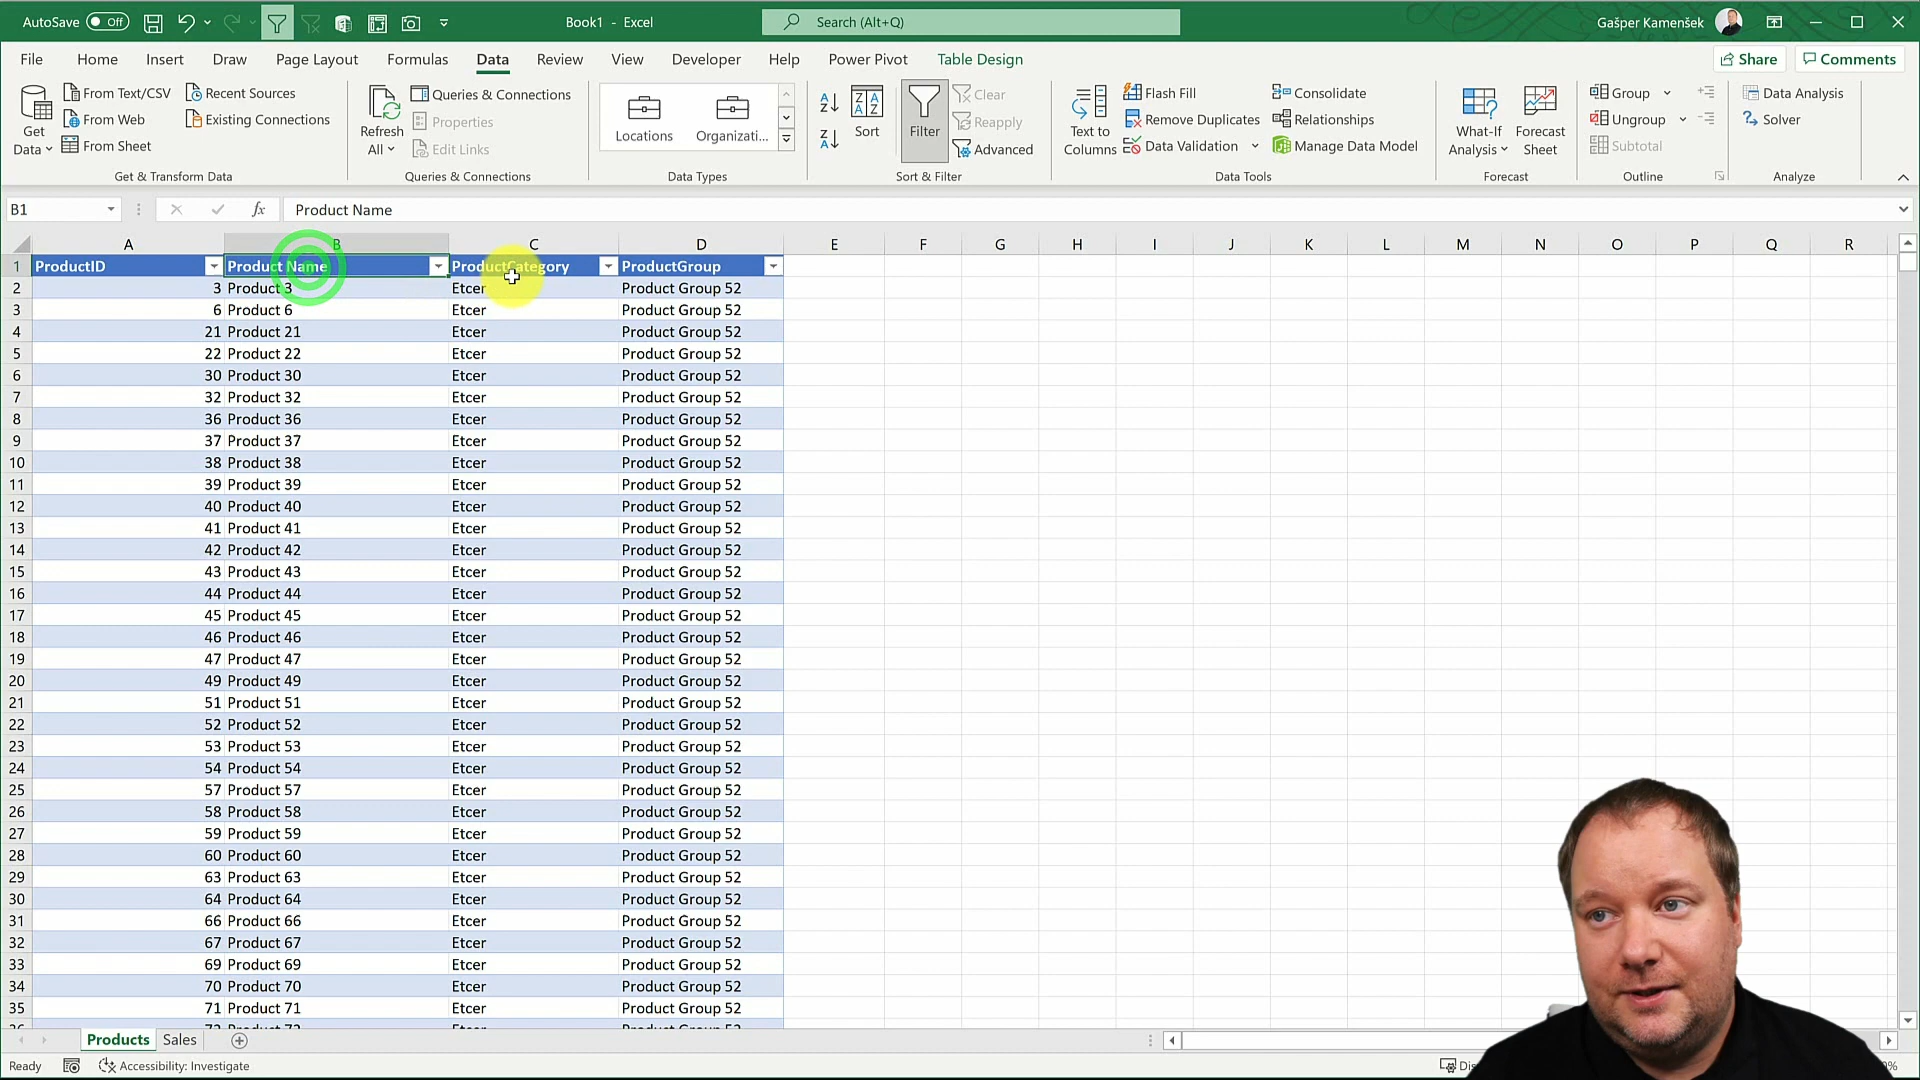 AutoSave Off Book1 - Excel Search (Alt+Q) Gašper Kamenšek
File Home Insert Draw Page Layout Formulas Data Review View Developer Help Power Pivot Table Design Share Comments
Get Data
From Text/CSV
From Web
From Sheet
Recent Sources
Existing Connections
Get & Transform Data
Refresh All
Queries & Connections
Properties
Edit Links
Queries & Connections
Locations
Organizati...
Data Types
Sort
Filter
Clear
Reapply
Advanced
Sort & Filter
Text to Columns
Flash Fill
Remove Duplicates
Data Validation
Consolidate
Relationships
Manage Data Model
Data Tools
What-If Analysis
Forecast Sheet
Forecast
Group
Ungroup
Subtotal
Outline
Data Analysis
Solver
Analyze
B1 fx Product Name
A B C D E F G H I J K L M N O P Q R
1 ProductID Product Name ProductCategory ProductGroup
2 3 Product 3 Etcer Product Group 52
3 6 Product 6 Etcer Product Group 52
4 21 Product 21 Etcer Product Group 52
5 22 Product 22 Etcer Product Group 52
6 30 Product 30 Etcer Product Group 52
7 32 Product 32 Etcer Product Group 52
8 36 Product 36 Etcer Product Group 52
9 37 Product 37 Etcer Product Group 52
10 38 Product 38 Etcer Product Group 52
11 39 Product 39 Etcer Product Group 52
12 40 Product 40 Etcer Product Group 52
13 41 Product 41 Etcer Product Group 52
14 42 Product 42 Etcer Product Group 52
15 43 Product 43 Etcer Product Group 52
16 44 Product 44 Etcer Product Group 52
17 45 Product 45 Etcer Product Group 52
18 46 Product 46 Etcer Product Group 52
19 47 Product 47 Etcer Product Group 52
20 49 Product 49 Etcer Product Group 52
21 51 Product 51 Etcer Product Group 52
22 52 Product 52 Etcer Product Group 52
23 53 Product 53 Etcer Product Group 52
24 54 Product 54 Etcer Product Group 52
25 57 Product 57 Etcer Product Group 52
26 58 Product 58 Etcer Product Group 52
27 59 Product 59 Etcer Product Group 52
28 60 Product 60 Etcer Product Group 52
29 63 Product 63 Etcer Product Group 52
30 64 Product 64 Etcer Product Group 52
31 66 Product 66 Etcer Product Group 52
32 67 Product 67 Etcer Product Group 52
33 69 Product 69 Etcer Product Group 52
34 70 Product 70 Etcer Product Group 52
35 71 Product 71 Etcer Product Group 52
Products Sales
Ready Accessibility: Investigate